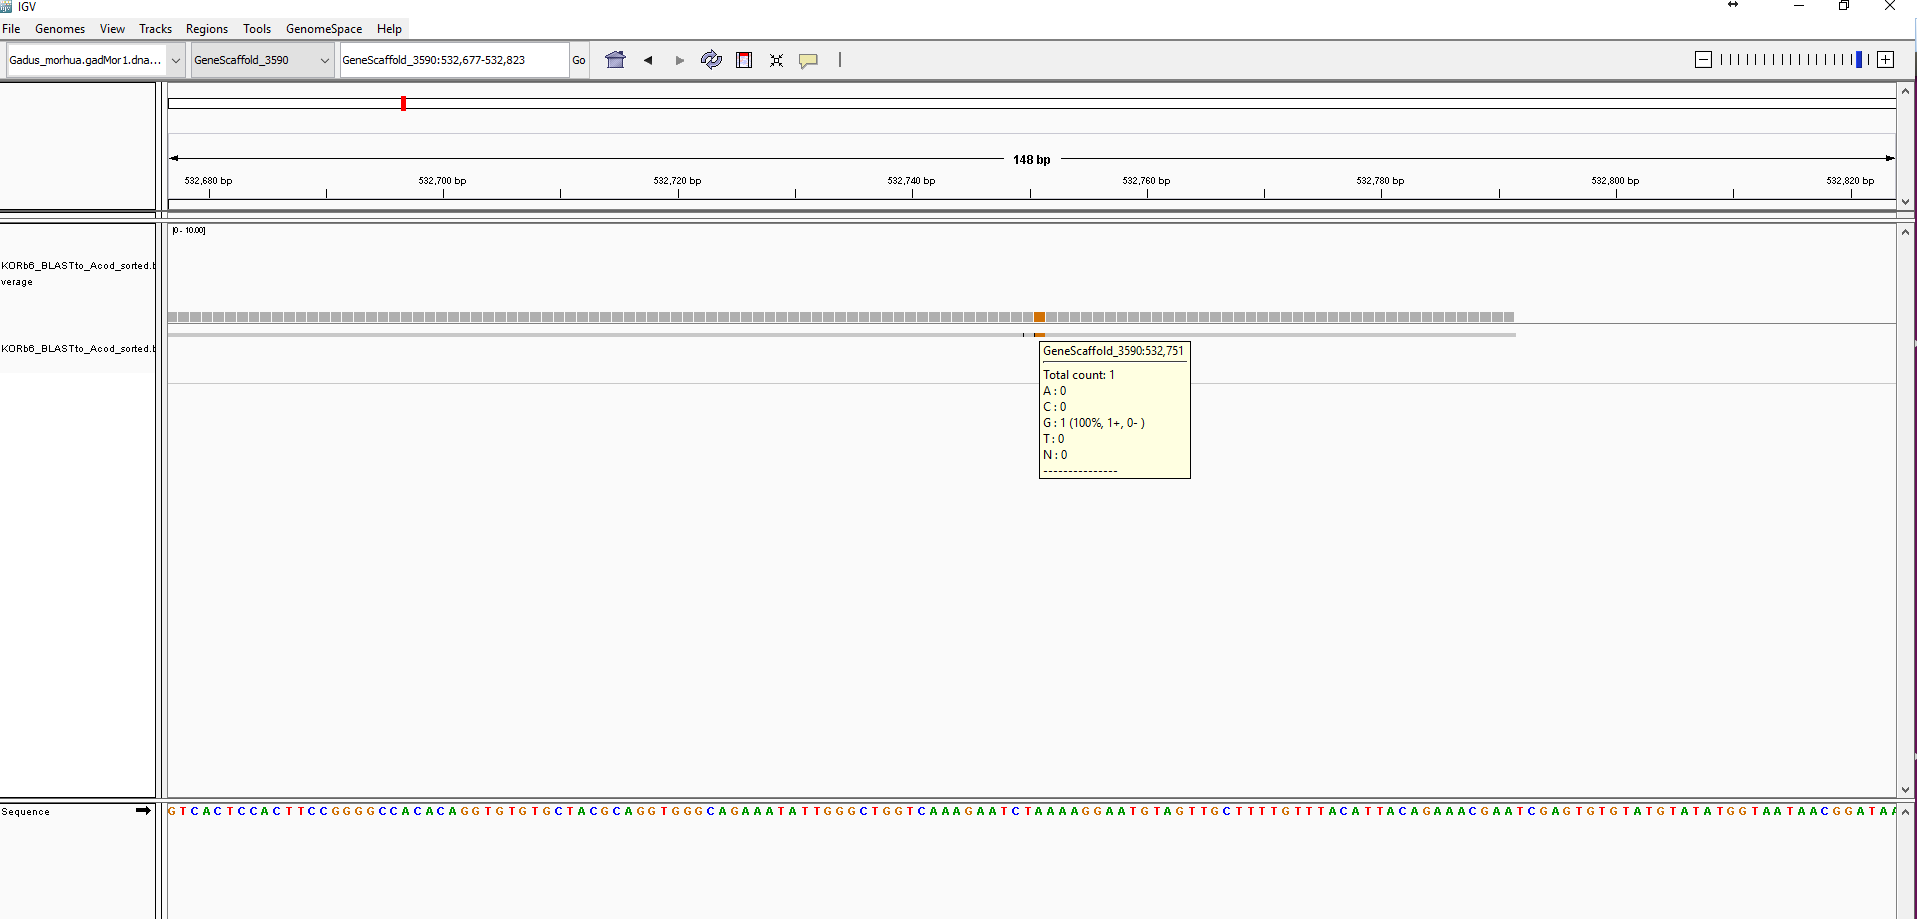 IGV
File Genomes View Tracks Regions Tools GenomeSpace Help
Gadus_morhua.gadMor1.dna... GeneScaffold_3590 GeneScaffold_3590:532,677-532,823 Go
148 bp
532,680 bp 532,700 bp 532,720 bp 532,740 bp 532,760 bp 532,780 bp 532,800 bp 532,820 bp
[0 - 10.00]
KORb6_BLASTto_Acod_sorted.b
verage
KORb6_BLASTto_Acod_sorted.b
GeneScaffold_3590:532,751
Total count: 1
A : 0
C : 0
G : 1 (100%, 1+, 0- )
T : 0
N : 0
---------------
Sequence GTCACTCCACTTCCGGGGCCACACAGGTGTGTGCTACGCAGGTGGGCAGAAATATTGGGCTGGTCAAAGAATCTAAAAGGAATGTAGTTGCTTTTGTTTACATTACAGAAACGAATCGAGTGTGTATGTATATGGTAATAACGGATAA